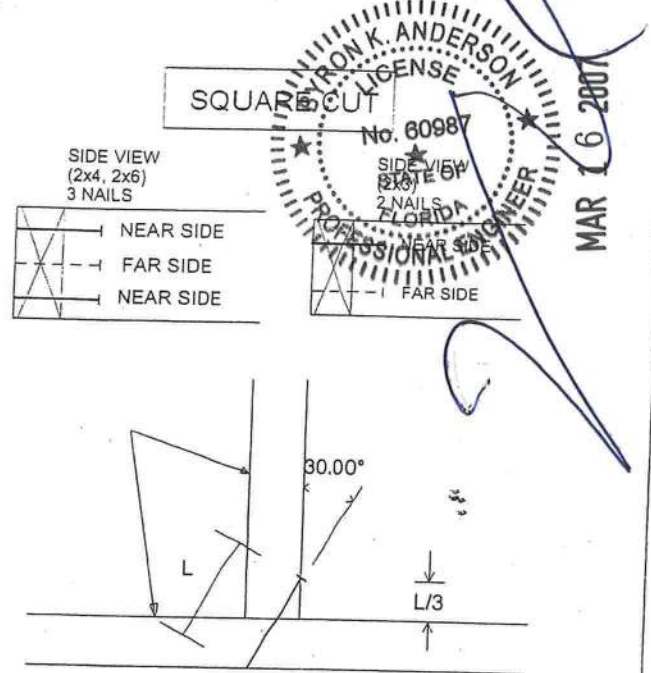 BYRON K. ANDERSON
LICENSE
No. 60987
STATE OF
FLORIDA
PROFESSIONAL ENGINEER
MAR 16 2007
SQUARE CUT
SIDE VIEW
(2x4, 2x6)
3 NAILS
NEAR SIDE
FAR SIDE
NEAR SIDE
SIDE VIEW
(2x3)
2 NAILS
NEAR SIDE
FAR SIDE
30.00°
L
L/3